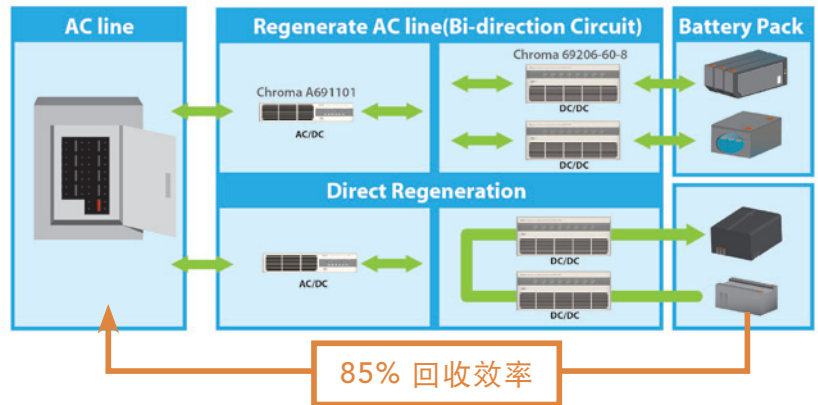 AC line
Regenerate AC line(Bi-direction Circuit)
Battery Pack
Chroma A691101
AC/DC
Chroma 69206-60-8
DC/DC
DC/DC
Direct Regeneration
AC/DC
DC/DC
DC/DC
85% 回收效率